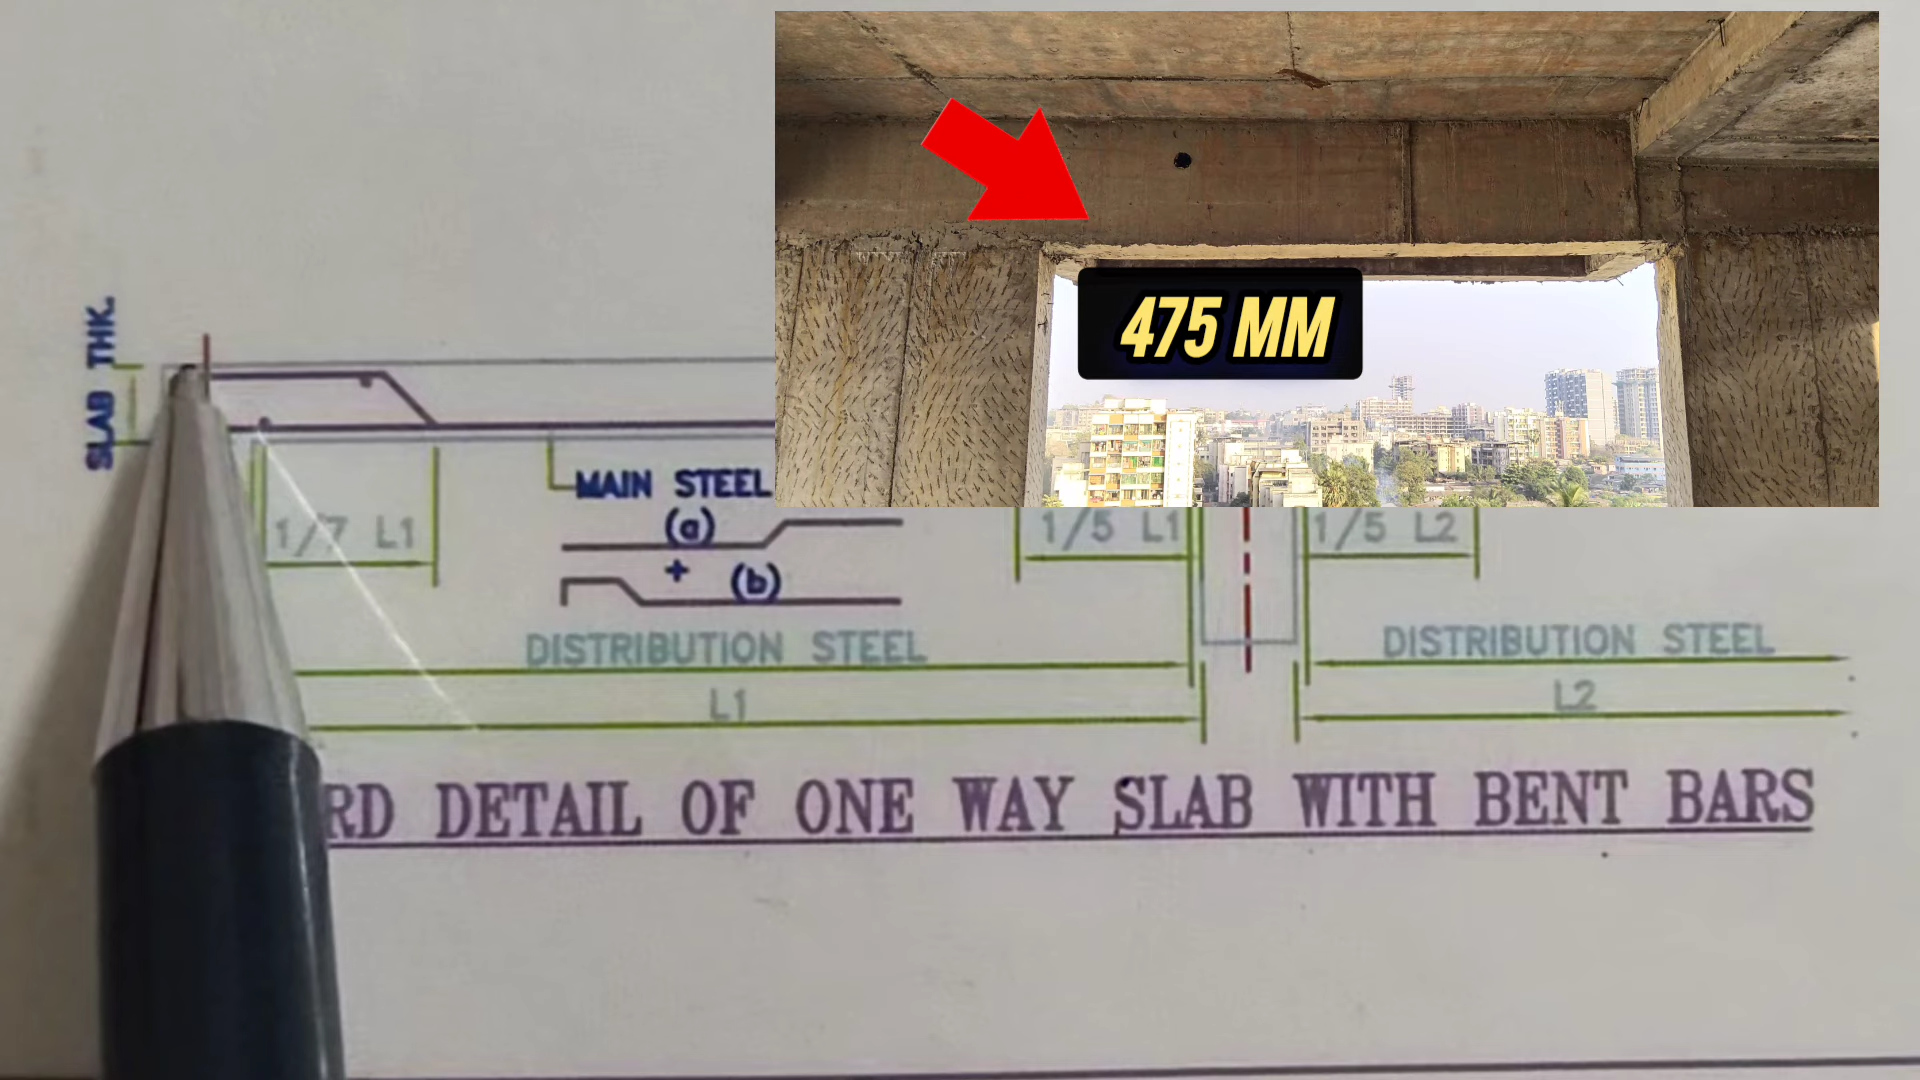 475 MM
SLAB THK.
MAIN STEEL
(a)
+ (b)
1/7 L1
1/5 L1
1/5 L2
DISTRIBUTION STEEL
DISTRIBUTION STEEL
L1
L2
RD DETAIL OF ONE WAY SLAB WITH BENT BARS